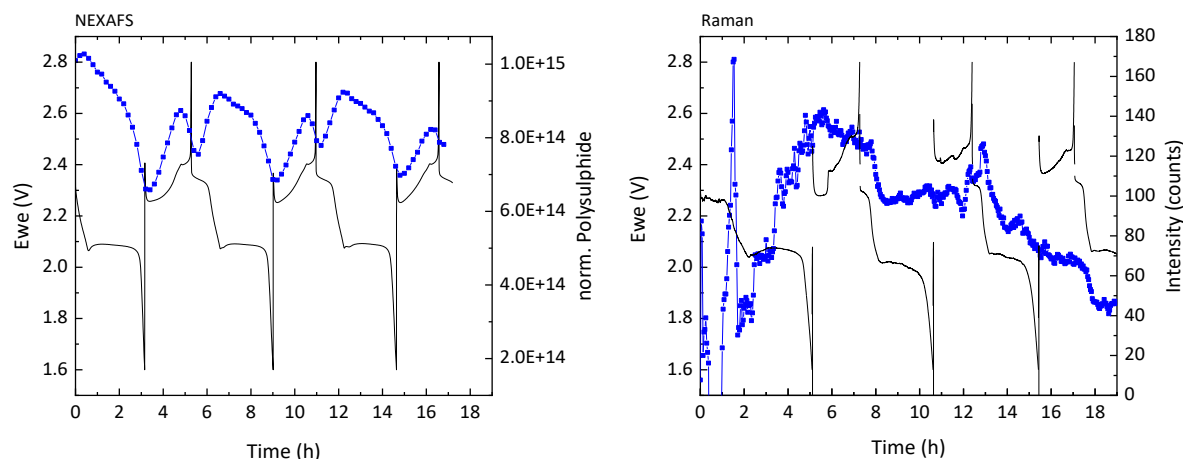 NEXAFS
2.8
2.6
2.4
2.2
2.0
1.8
1.6
Ewe (V)
0 2 4 6 8 10 12 14 16 18
Time (h)
1.0E+15
8.0E+14
6.0E+14
4.0E+14
2.0E+14
norm. Polysulphide
Raman
2.8
2.6
2.4
2.2
2.0
1.8
1.6
Ewe (V)
0 2 4 6 8 10 12 14 16 18
Time (h)
180
160
140
120
100
80
60
40
20
0
Intensity (counts)